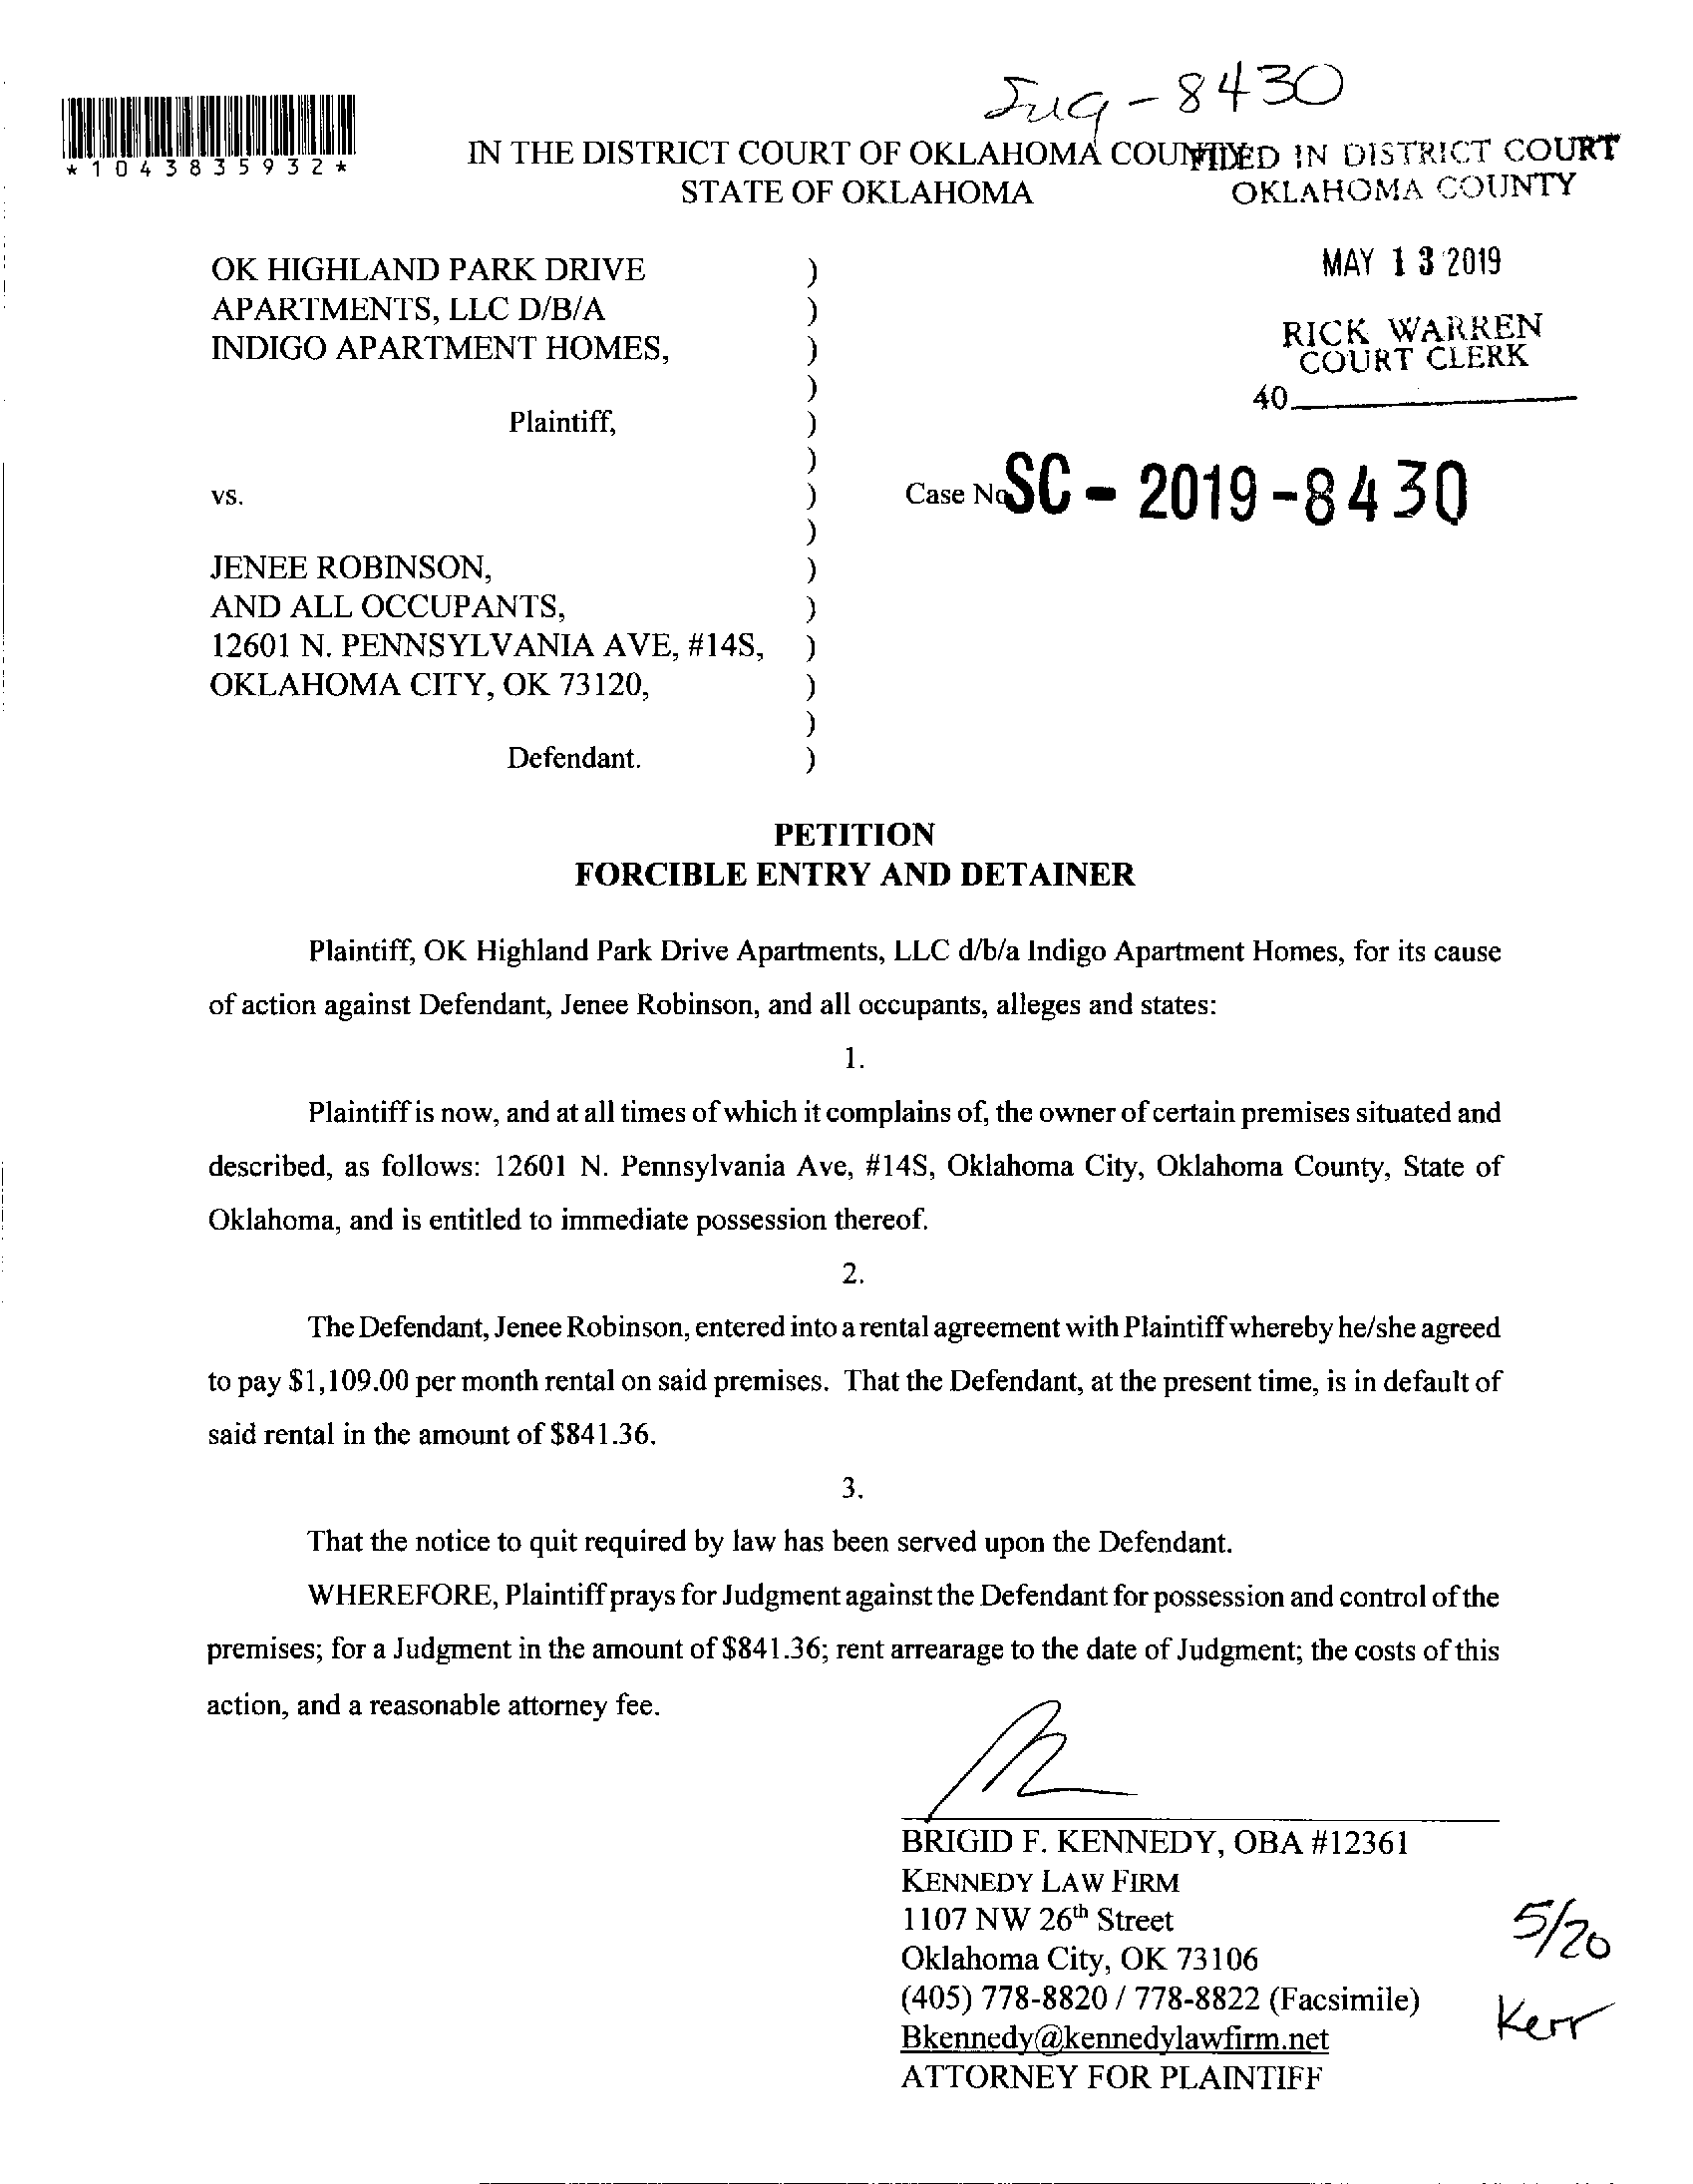 - 8430
*1043835932*
IN THE DISTRICT COURT OF OKLAHOMA COUNTY
STATE OF OKLAHOMA
FILED IN DISTRICT COURT
OKLAHOMA COUNTY
MAY 13 2019
RICK WARREN
COURT CLERK
40
OK HIGHLAND PARK DRIVE )
APARTMENTS, LLC D/B/A )
INDIGO APARTMENT HOMES, )
)
Plaintiff, )
)
vs. ) Case No SC - 2019 - 8430
)
JENEE ROBINSON, )
AND ALL OCCUPANTS, )
12601 N. PENNSYLVANIA AVE, #14S, )
OKLAHOMA CITY, OK 73120, )
)
Defendant. )
PETITION
FORCIBLE ENTRY AND DETAINER
Plaintiff, OK Highland Park Drive Apartments, LLC d/b/a Indigo Apartment Homes, for its cause
of action against Defendant, Jenee Robinson, and all occupants, alleges and states:
1.
Plaintiff is now, and at all times of which it complains of, the owner of certain premises situated and
described, as follows: 12601 N. Pennsylvania Ave, #14S, Oklahoma City, Oklahoma County, State of
Oklahoma, and is entitled to immediate possession thereof.
2.
The Defendant, Jenee Robinson, entered into a rental agreement with Plaintiff whereby he/she agreed
to pay $1,109.00 per month rental on said premises. That the Defendant, at the present time, is in default of
said rental in the amount of $841.36.
3.
That the notice to quit required by law has been served upon the Defendant.
WHEREFORE, Plaintiff prays for Judgment against the Defendant for possession and control of the
premises; for a Judgment in the amount of $841.36; rent arrearage to the date of Judgment; the costs of this
action, and a reasonable attorney fee.
BRIGID F. KENNEDY, OBA #12361
KENNEDY LAW FIRM
1107 NW 26th Street
Oklahoma City, OK 73106
(405) 778-8820 / 778-8822 (Facsimile)
Bkennedy@kennedylawfirm.net
ATTORNEY FOR PLAINTIFF
5/20
Kerr